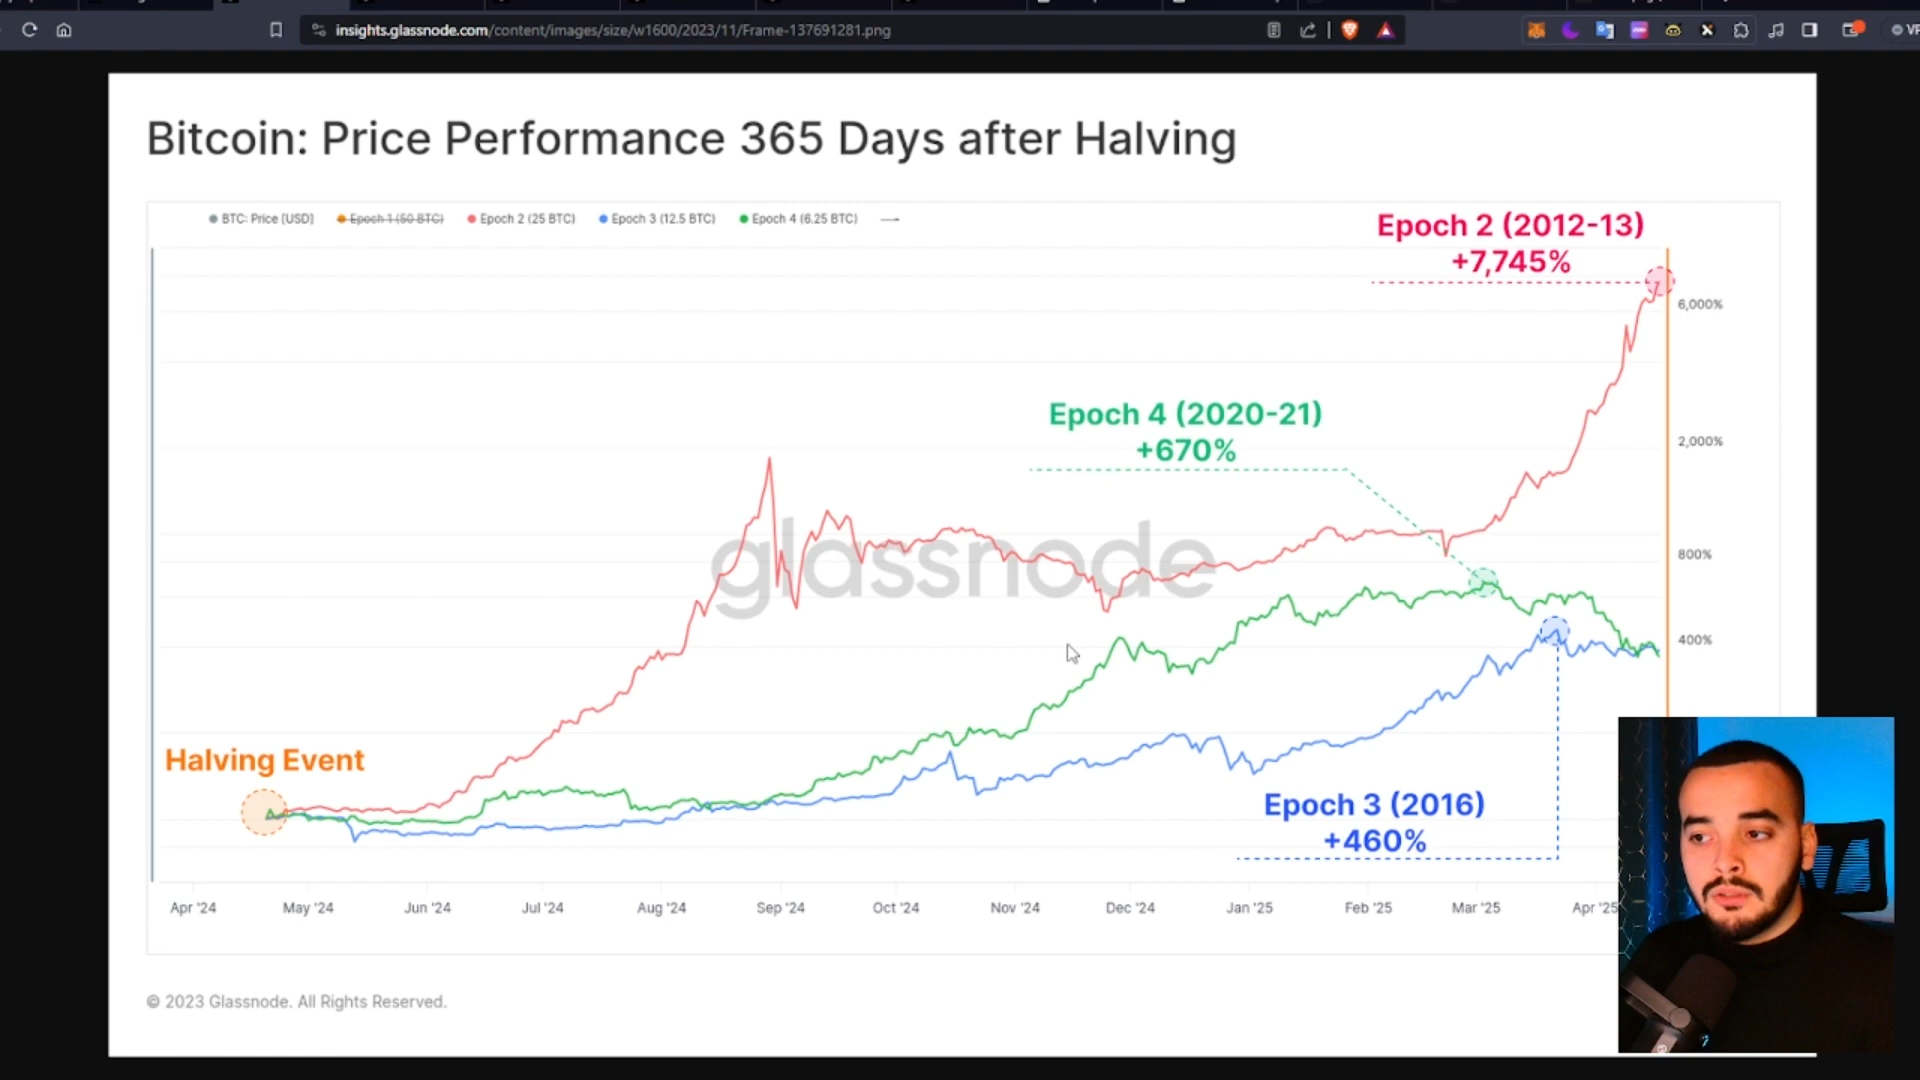 insights.glassnode.com/content/images/size/w1600/2023/11/Frame-137691281.png
VP
Bitcoin: Price Performance 365 Days after Halving
BTC: Price [USD] Epoch 1 (50 BTC) Epoch 2 (25 BTC) Epoch 3 (12.5 BTC) Epoch 4 (6.25 BTC)
Epoch 2 (2012-13)
+7,745%
6,000%
Epoch 4 (2020-21)
+670%
2,000%
glassnode
800%
400%
Halving Event
Epoch 3 (2016)
+460%
Apr '24 May '24 Jun '24 Jul '24 Aug '24 Sep '24 Oct '24 Nov '24 Dec '24 Jan '25 Feb '25 Mar '25 Apr '25
© 2023 Glassnode. All Rights Reserved.